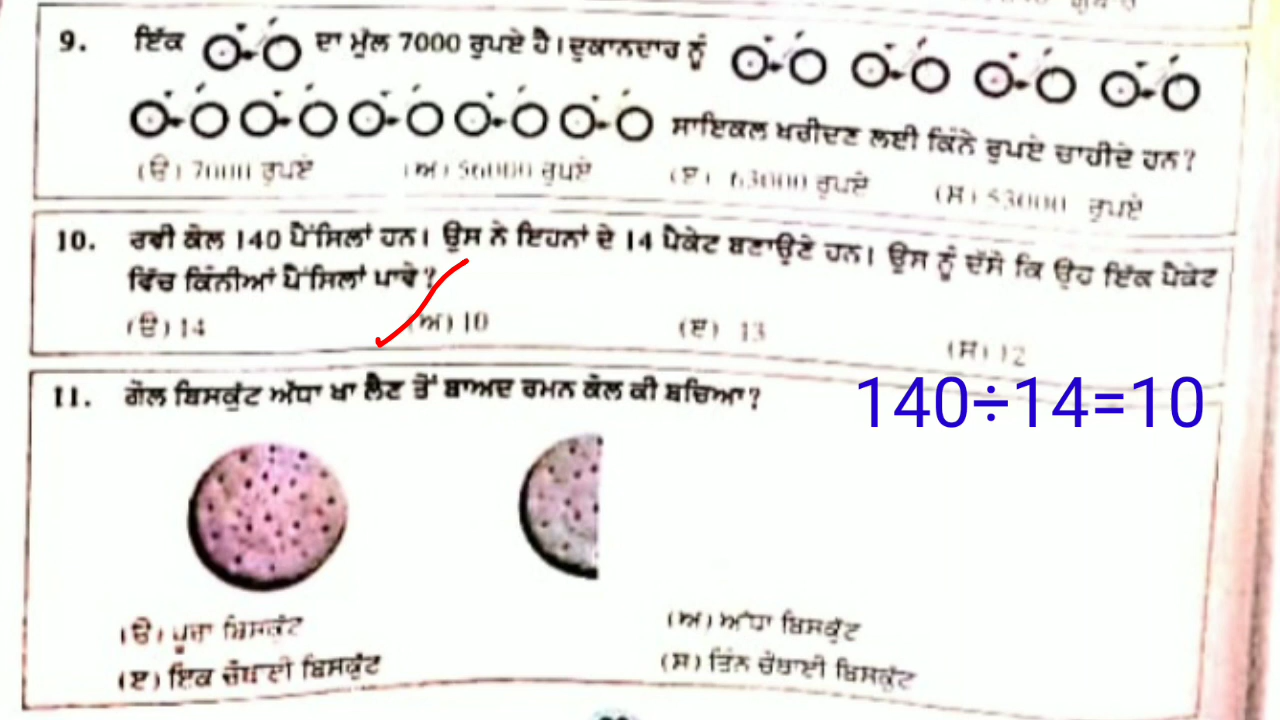 9. ਇੱਕ ਦਾ ਮੁੱਲ 7000 ਰੁਪਏ ਹੈ। ਦੁਕਾਨਦਾਰ ਨੂੰ
ਸਾਇਕਲ ਖਰੀਦਣ ਲਈ ਕਿੰਨੇ ਰੁਪਏ ਚਾਹੀਦੇ ਹਨ?
(ੳ) 7000 ਰੁਪਏ (ਅ) 56000 ਰੁਪਏ (ੲ) 63000 ਰੁਪਏ (ਸ) 53000 ਰੁਪਏ
10. ਰਵੀ ਕੋਲ 140 ਪੈਂਸਿਲਾਂ ਹਨ। ਉਸ ਨੇ ਇਹਨਾਂ ਦੇ 14 ਪੈਕੇਟ ਬਣਾਉਣੇ ਹਨ। ਉਸ ਨੂੰ ਦੱਸੋ ਕਿ ਉਹ ਇੱਕ ਪੈਕੇਟ
ਵਿੱਚ ਕਿੰਨੀਆਂ ਪੈਂਸਿਲਾਂ ਪਾਵੇ?
(ੳ) 14 (ਅ) 10 (ੲ) 13 (ਸ) 12
11. ਗੋਲ ਬਿਸਕੁੱਟ ਅੱਧਾ ਖਾ ਲੈਣ ਤੋਂ ਬਾਅਦ ਰਮਨ ਕੋਲ ਕੀ ਬਚਿਆ?
140÷14=10
(ੳ) ਪੂਰਾ ਬਿਸਕੁੱਟ (ਅ) ਅੱਧਾ ਬਿਸਕੁੱਟ
(ੲ) ਇਕ ਚੌਥਾਈ ਬਿਸਕੁੱਟ (ਸ) ਤਿੰਨ ਚੌਥਾਈ ਬਿਸਕੁੱਟ